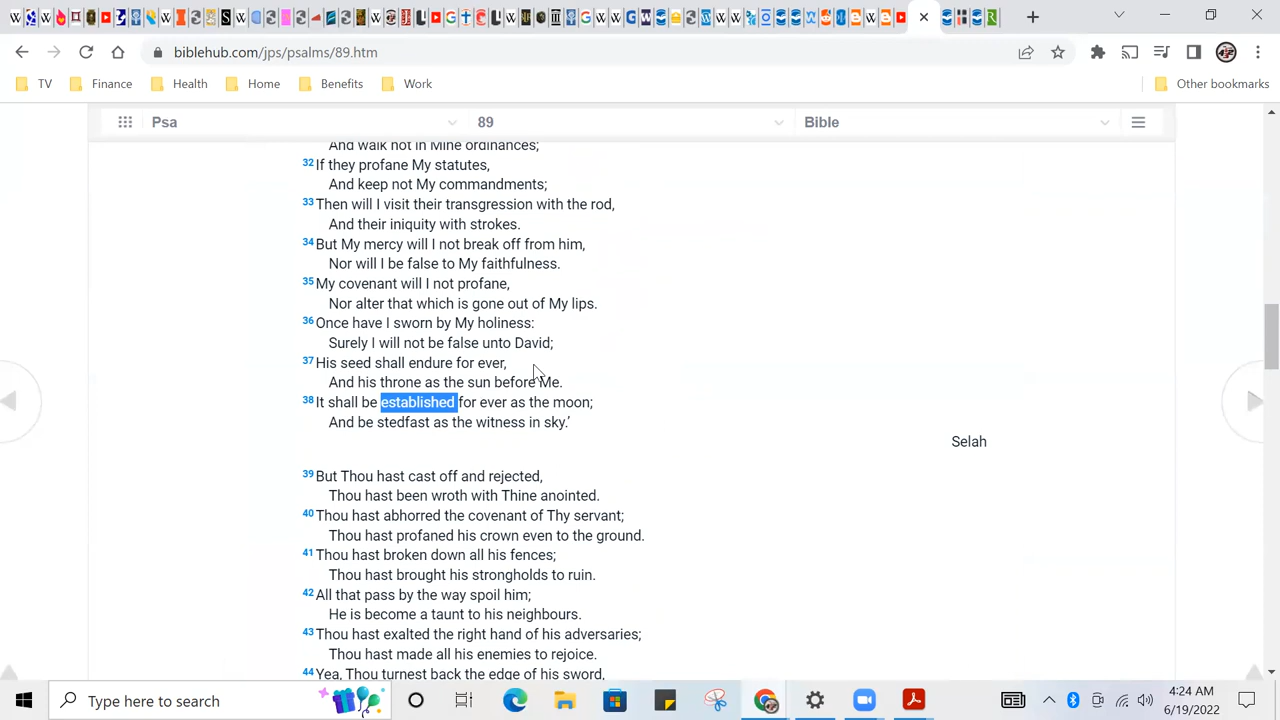 biblehub.com/jps/psalms/89.htm
TV Finance Health Home Benefits Work Other bookmarks
Psa 89 Bible
And walk not in Mine ordinances;
32 If they profane My statutes,
And keep not My commandments;
33 Then will I visit their transgression with the rod,
And their iniquity with strokes.
34 But My mercy will I not break off from him,
Nor will I be false to My faithfulness.
35 My covenant will I not profane,
Nor alter that which is gone out of My lips.
36 Once have I sworn by My holiness:
Surely I will not be false unto David;
37 His seed shall endure for ever,
And his throne as the sun before Me.
38 It shall be established for ever as the moon;
And be stedfast as the witness in sky.’
Selah
39 But Thou hast cast off and rejected,
Thou hast been wroth with Thine anointed.
40 Thou hast abhorred the covenant of Thy servant;
Thou hast profaned his crown even to the ground.
41 Thou hast broken down all his fences;
Thou hast brought his strongholds to ruin.
42 All that pass by the way spoil him;
He is become a taunt to his neighbours.
43 Thou hast exalted the right hand of his adversaries;
Thou hast made all his enemies to rejoice.
44 Yea, Thou turnest back the edge of his sword,
Type here to search
4:24 AM
6/19/2022